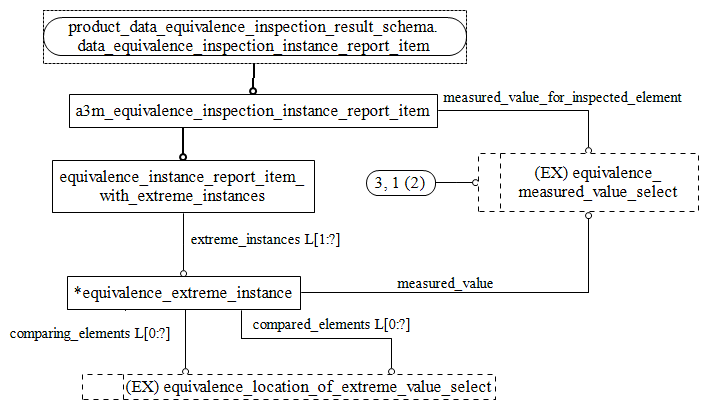 product_data_equivalence_inspection_result_schema.
data_equivalence_inspection_instance_report_item
measured_value_for_inspected_element
a3m_equivalence_inspection_instance_report_item
equivalence_instance_report_item_
with_extreme_instances
3, 1 (2)
(EX) equivalence_
measured_value_select
extreme_instances L[1:?]
*equivalence_extreme_instance
measured_value
comparing_elements L[0:?]
compared_elements L[0:?]
(EX) equivalence_location_of_extreme_value_select